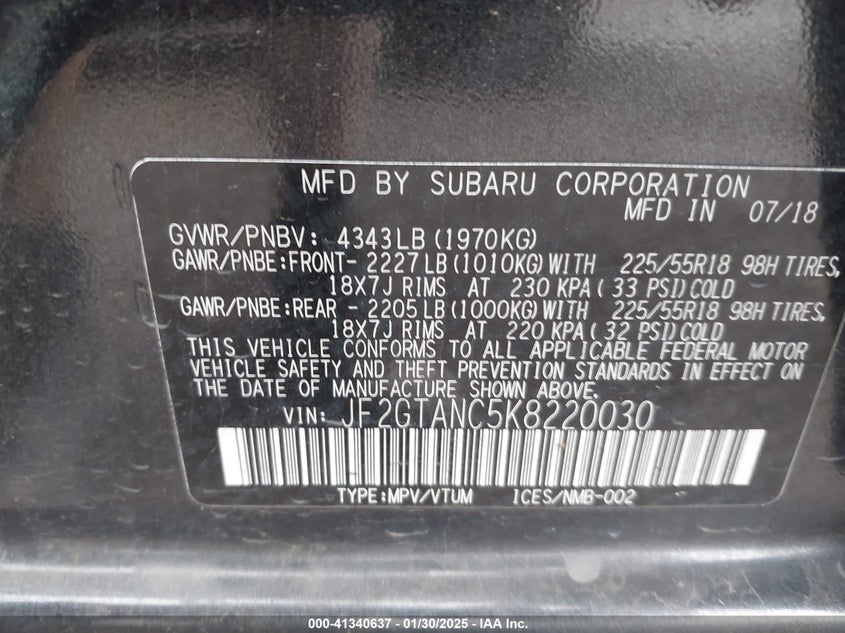 MFD BY SUBARU CORPORATION
MFD IN 07/18
GVWR/PNBV: 4343LB (1970KG)
GAWR/PNBE:FRONT- 2227LB (1010KG) WITH 225/55R18 98H TIRES,
18X7J RIMS AT 230 KPA ( 33 PSI) COLD
GAWR/PNBE:REAR - 2205LB (1000KG) WITH 225/55R18 98H TIRES,
18X7J RIMS AT 220 KPA ( 32 PSI) COLD
THIS VEHICLE CONFORMS TO ALL APPLICABLE FEDERAL MOTOR
VEHICLE SAFETY AND THEFT PREVENTION STANDARDS IN EFFECT ON
THE DATE OF MANUFACTURE SHOWN ABOVE.
VIN: JF2GTANC5K8220030
TYPE:MPV/VTUM ICES/NMB-002
000-41340637 - 01/30/2025 - IAAI.COM